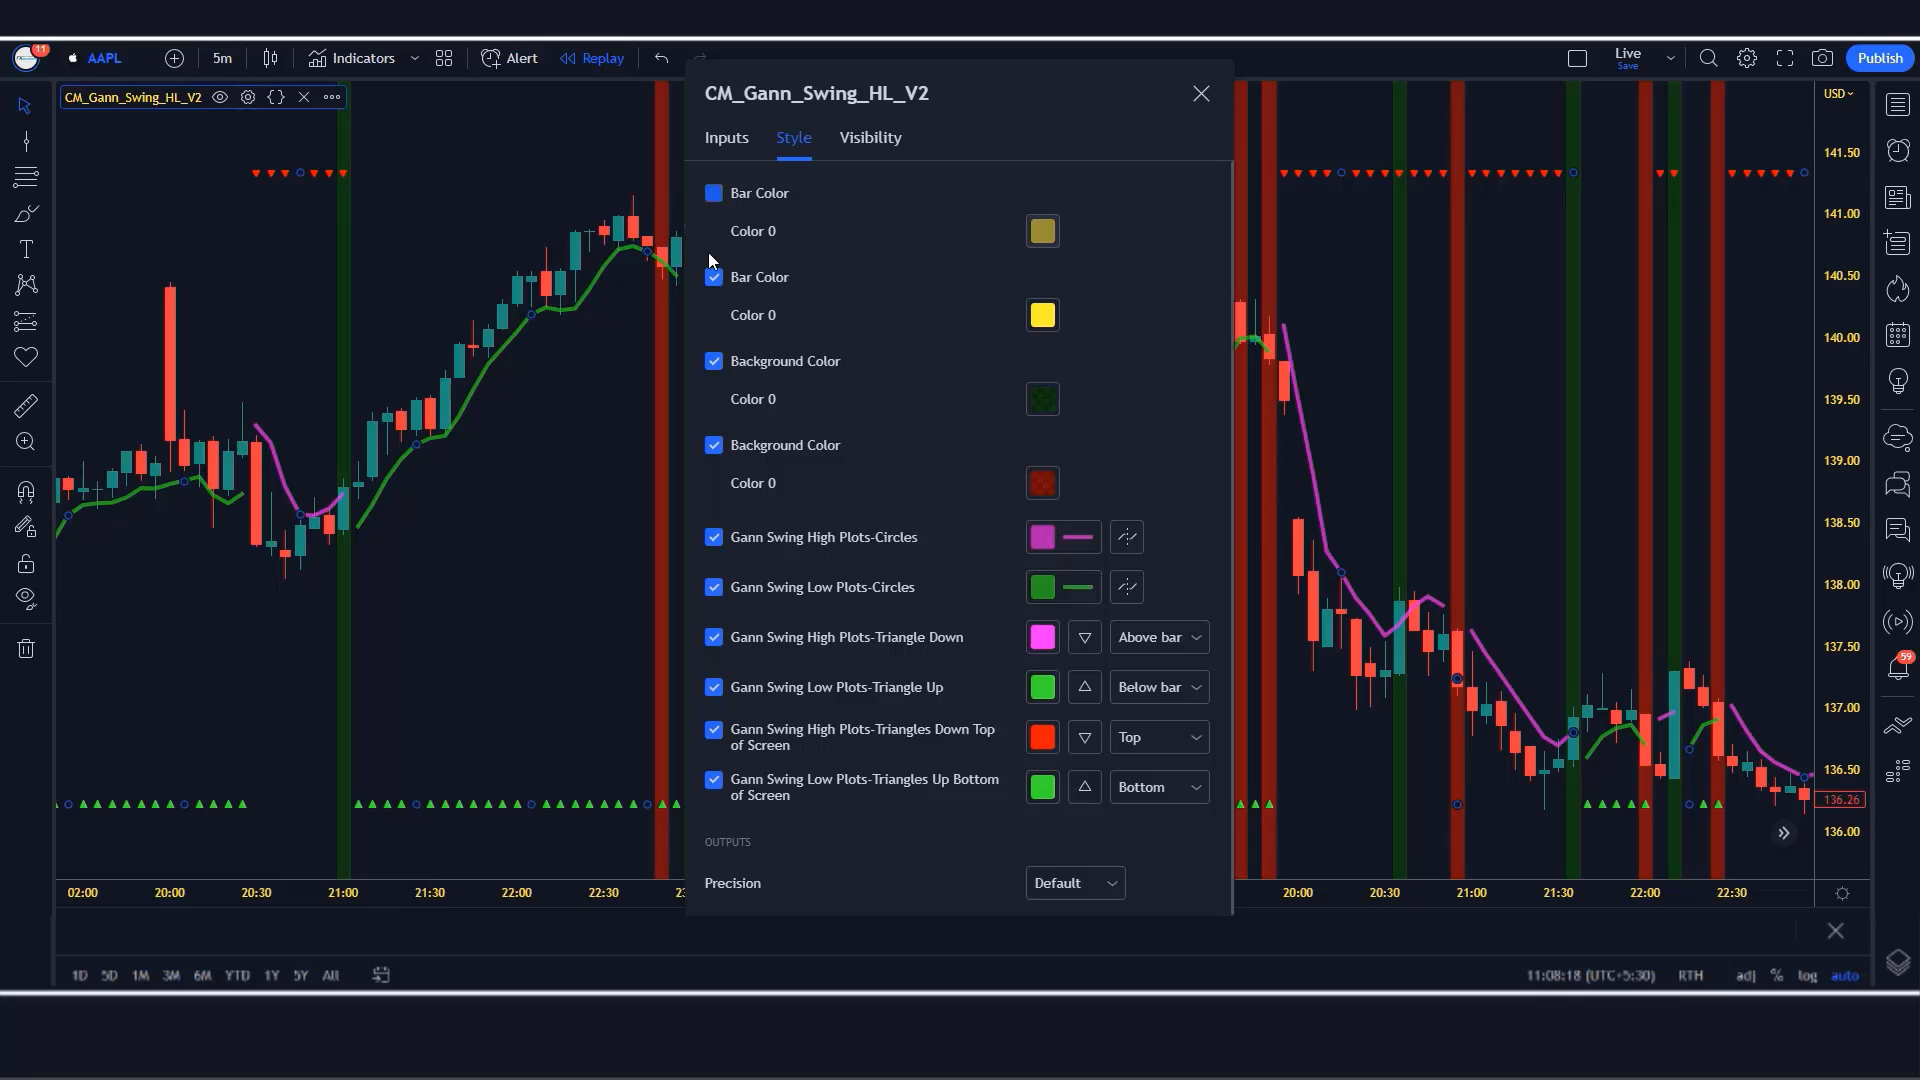 11
AAPL
5m
Indicators
Alert
Replay
Live
Save
Publish
CM_Gann_Swing_HL_V2
CM_Gann_Swing_HL_V2
Inputs
Style
Visibility
Bar Color
Color 0
Bar Color
Color 0
Background Color
Color 0
Background Color
Color 0
Gann Swing High Plots-Circles
Gann Swing Low Plots-Circles
Gann Swing High Plots-Triangle Down
Above bar
Gann Swing Low Plots-Triangle Up
Below bar
Gann Swing High Plots-Triangles Down Top
of Screen
Top
Gann Swing Low Plots-Triangles Up Bottom
of Screen
Bottom
OUTPUTS
Precision
Default
USD
141.50
141.00
140.50
140.00
139.50
139.00
138.50
138.00
137.50
137.00
136.50
136.26
136.00
59
02:00
20:00
20:30
21:00
21:30
22:00
22:30
20:00
20:30
21:00
21:30
22:00
22:30
1D 5D 1M 3M 6M YTD 1Y 5Y All
11:08:18 (UTC+5:30) RTH adj % log auto